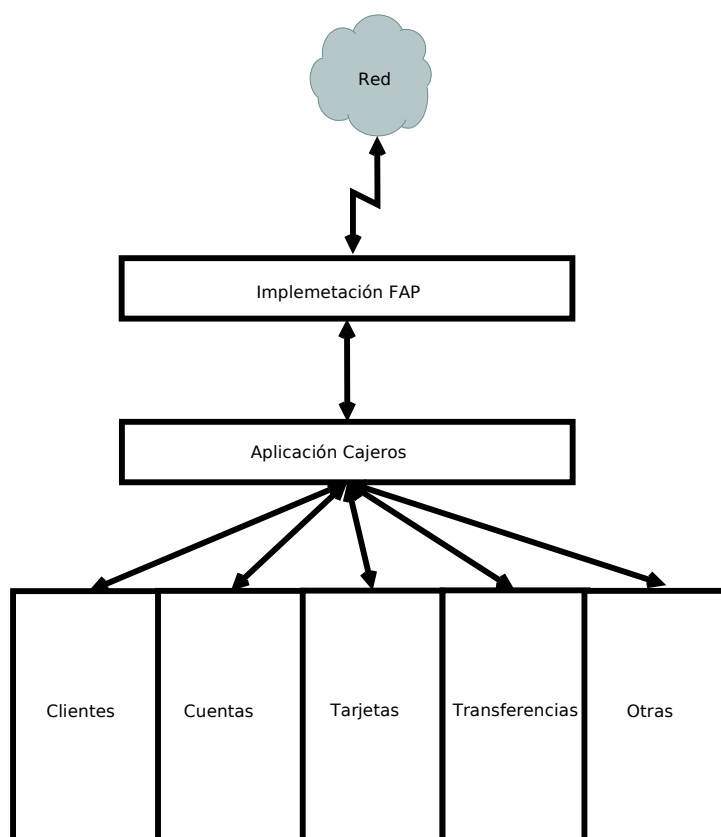 Red
Implemetación FAP
Aplicación Cajeros
Clientes
Cuentas
Tarjetas
Transferencias
Otras